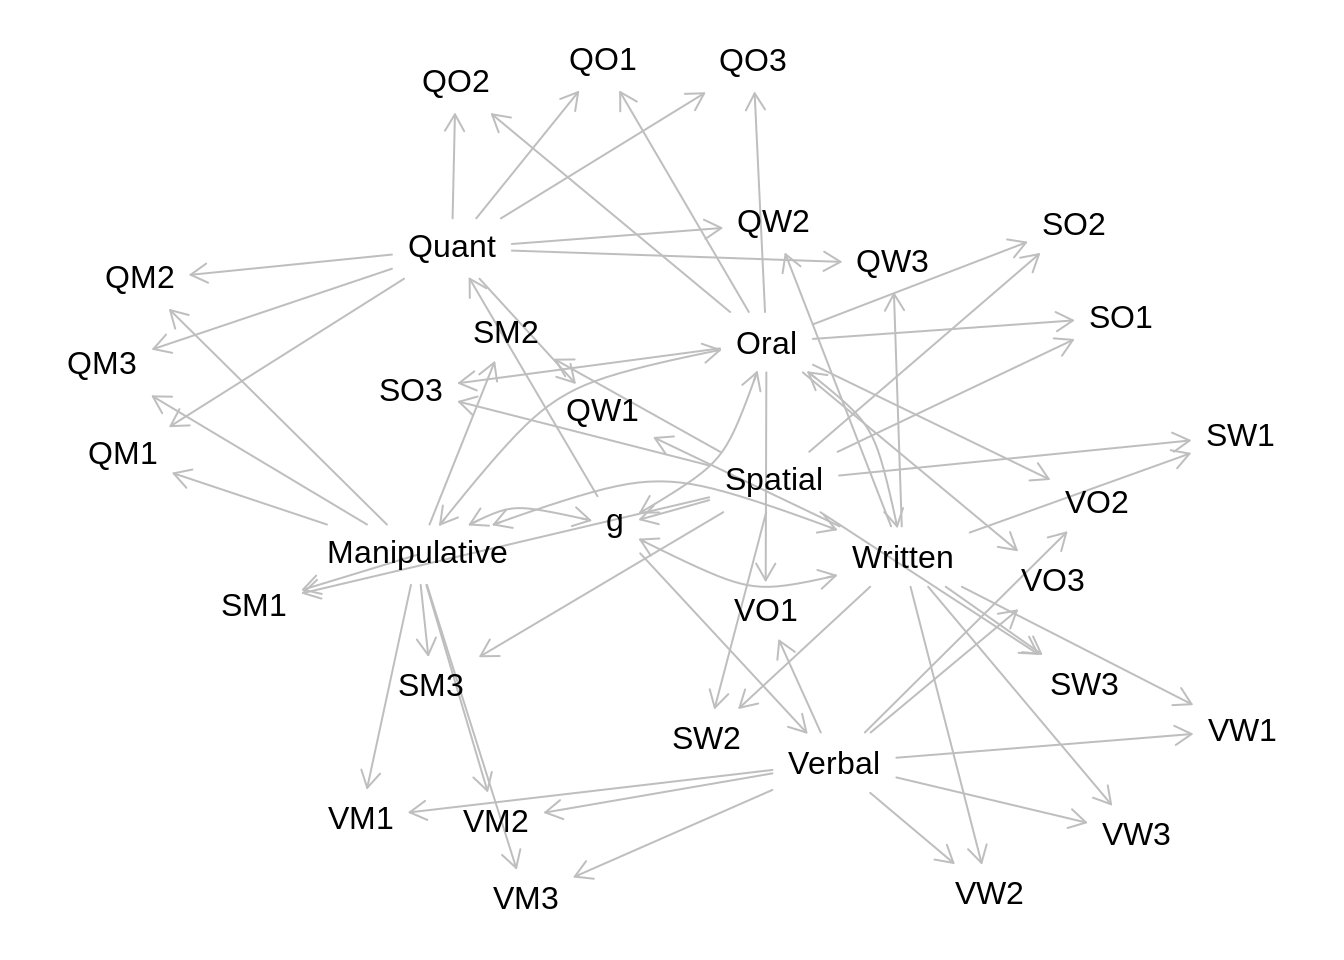 QO1
QO3
QO2
QW2
SO2
Quant
QW3
QM2
SO1
SM2
Oral
QM3
SO3
QW1
SW1
QM1
Spatial
VO2
g
Manipulative
Written
VO3
SM1
VO1
SM3
SW3
VW1
SW2
Verbal
VM1
VM2
VW3
VM3
VW2